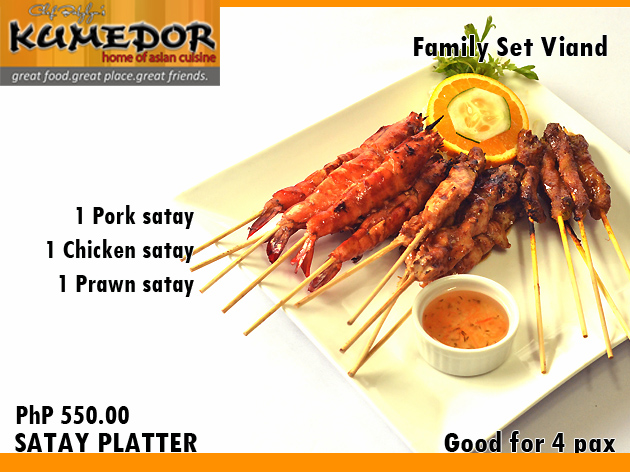 KUMEDOR
home of asian cuisine
great food.great place.great friends.
Family Set Viand
1 Pork satay
1 Chicken satay
1 Prawn satay
PhP 550.00
SATAY PLATTER
Good for 4 pax